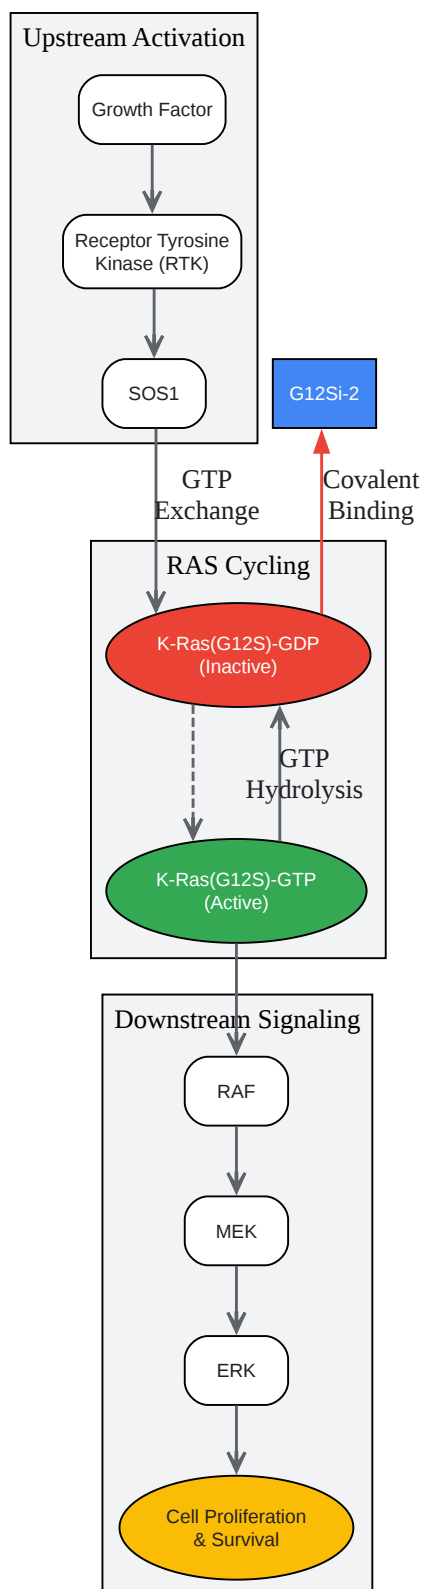 Upstream Activation
Growth Factor
Receptor Tyrosine
Kinase (RTK)
SOS1
G12Si-2
GTP
Exchange
Covalent
Binding
RAS Cycling
K-Ras(G12S)-GDP
(Inactive)
GTP
Hydrolysis
K-Ras(G12S)-GTP
(Active)
Downstream Signaling
RAF
MEK
ERK
Cell Proliferation
& Survival